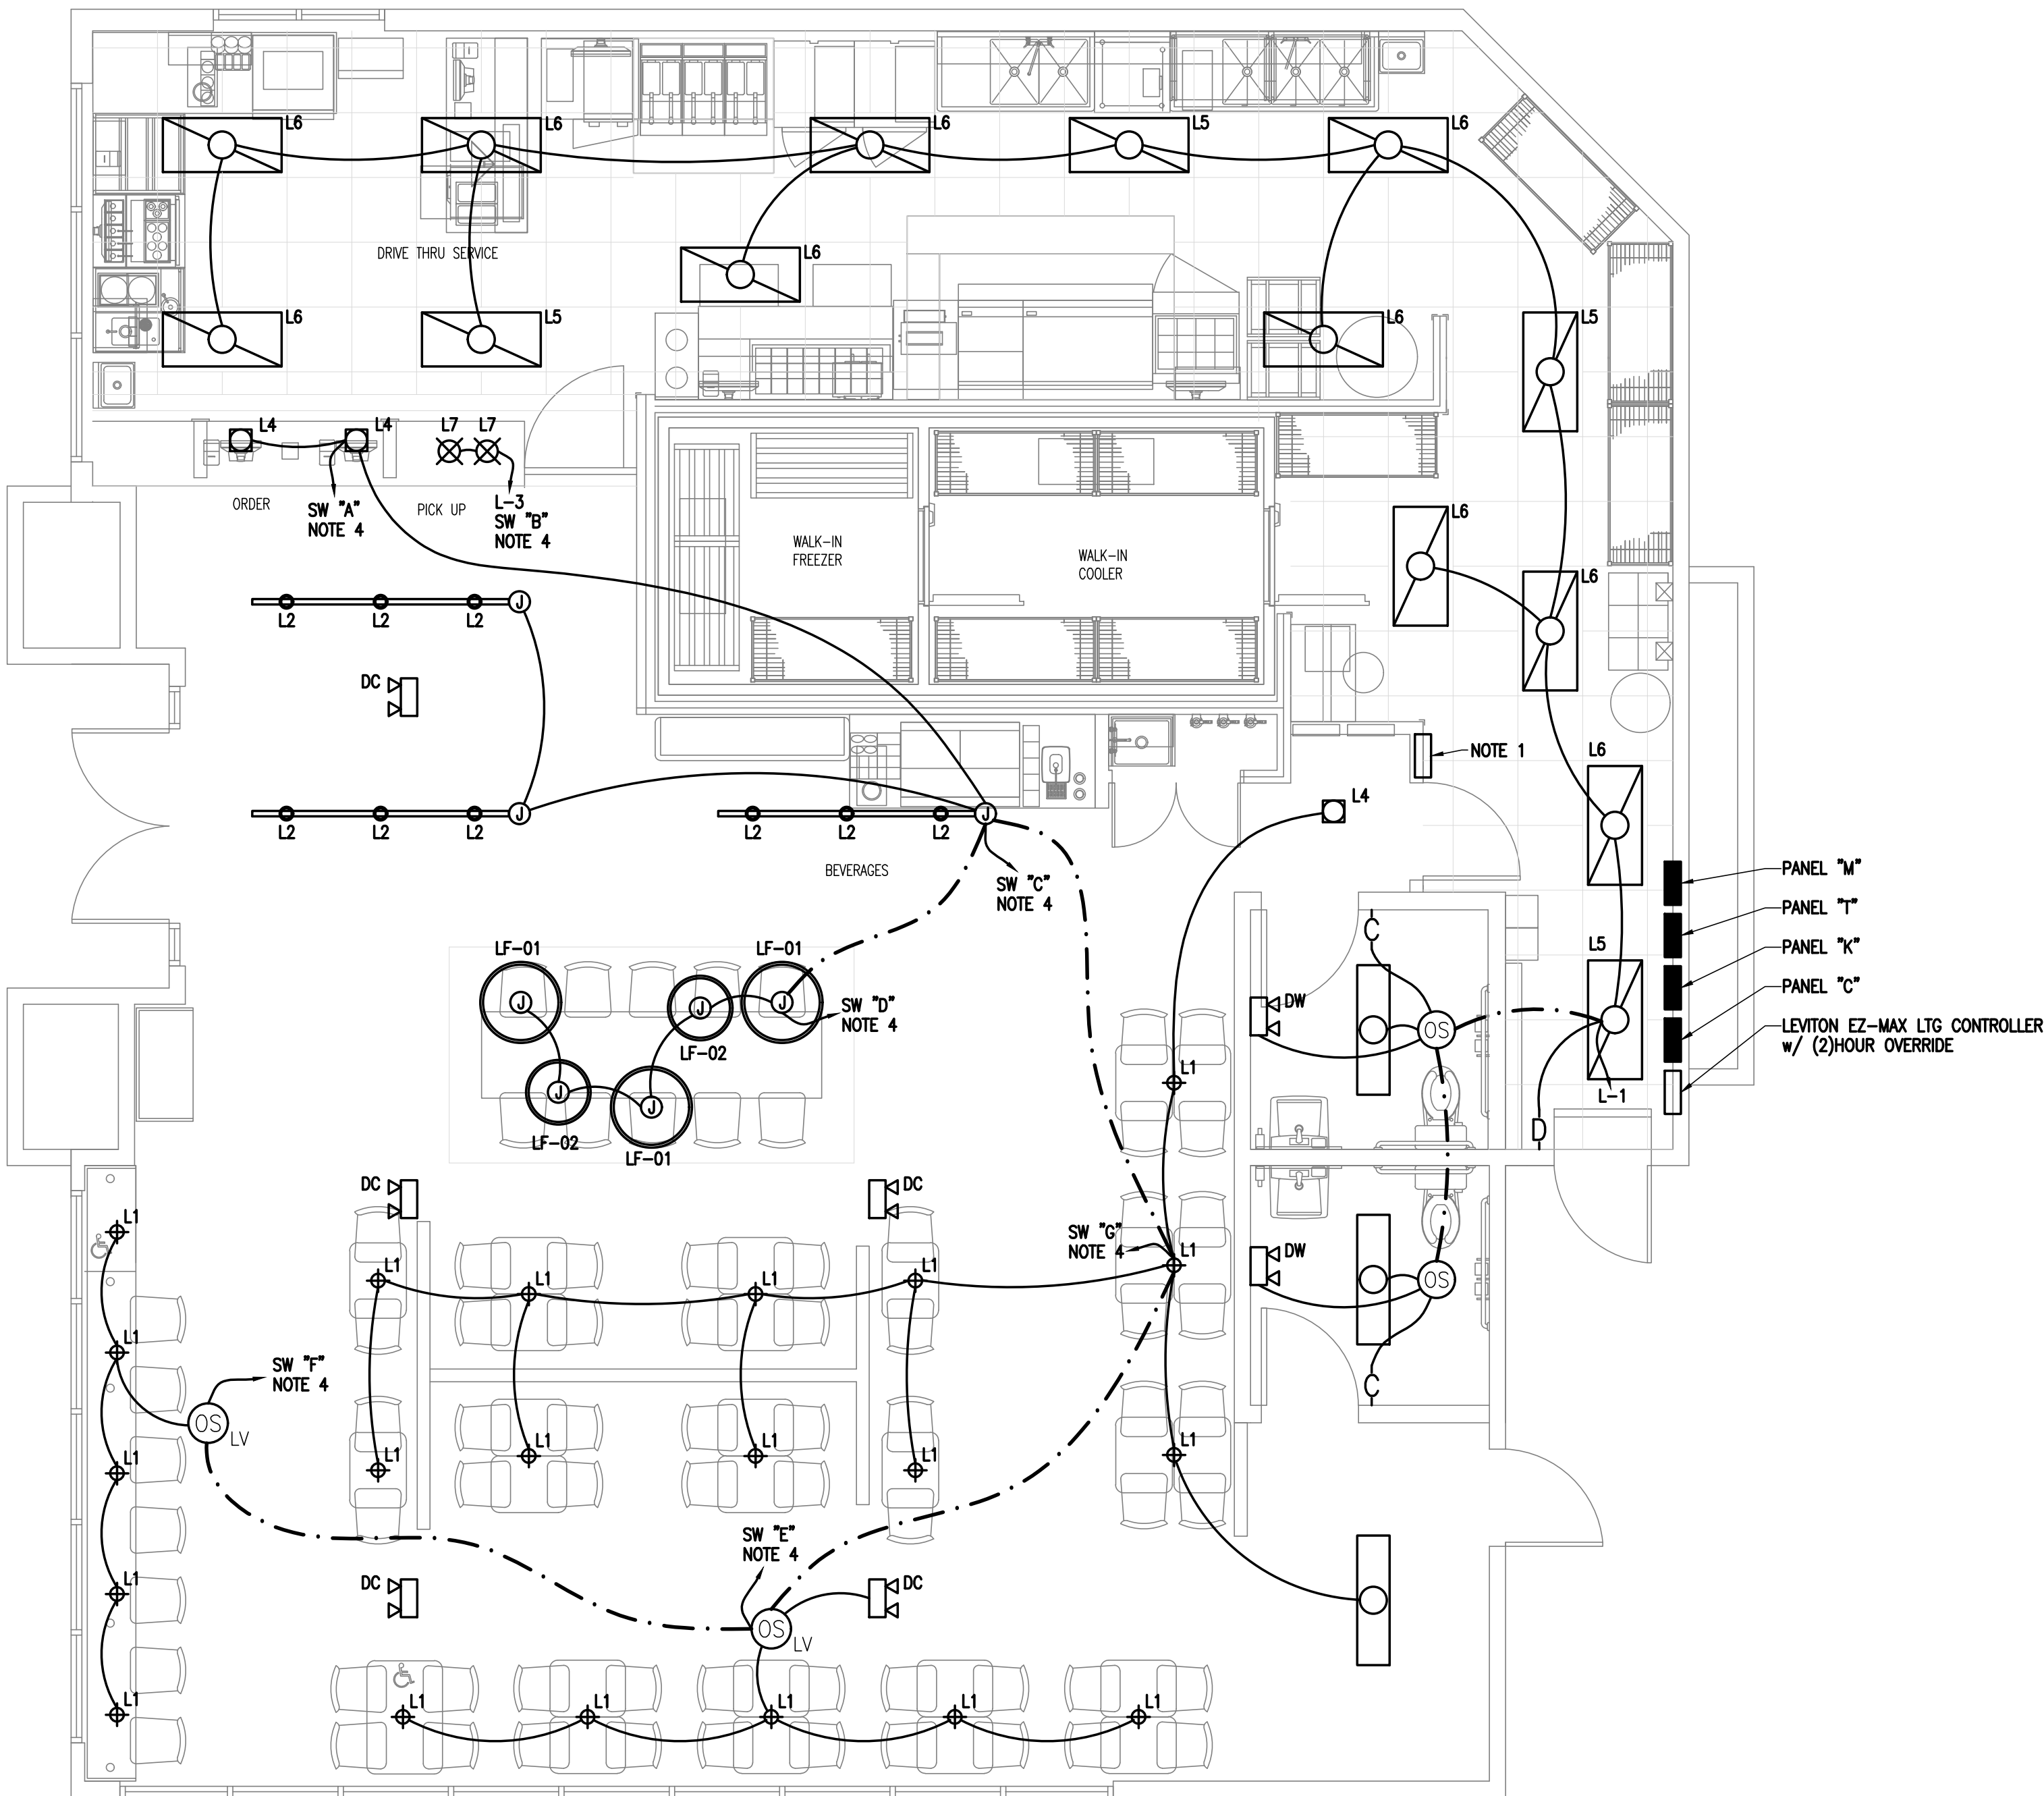 L6
L6
L6
L5
L6
DRIVE THRU SERVICE
L6
L6
L5
L6
L5
L4
L4
L7
L7
ORDER
SW "A"
NOTE 4
PICK UP
L-3
SW "B"
NOTE 4
WALK-IN
FREEZER
WALK-IN
COOLER
L6
L6
J
L2
L2
L2
DC
NOTE 1
L6
J
L2
L2
L2
J
L2
L2
L2
L4
BEVERAGES
SW "C"
NOTE 4
PANEL "M"
PANEL "T"
PANEL "K"
PANEL "C"
LEVITON EZ-MAX LTG CONTROLLER
w/ (2)HOUR OVERRIDE
LF-01
LF-01
J
J
J
LF-02
SW "D"
NOTE 4
J
J
LF-02
LF-01
C
L5
DW
OS
L-1
D
L1
DC
DC
L1
SW "G"
NOTE 4
L1
DW
OS
L1
L1
L1
L1
L1
SW "F"
NOTE 4
C
OS
LV
L1
L1
L1
L1
L1
L1
SW "E"
NOTE 4
L1
DC
DC
OS
LV
L1
L1
L1
L1
L1
L1